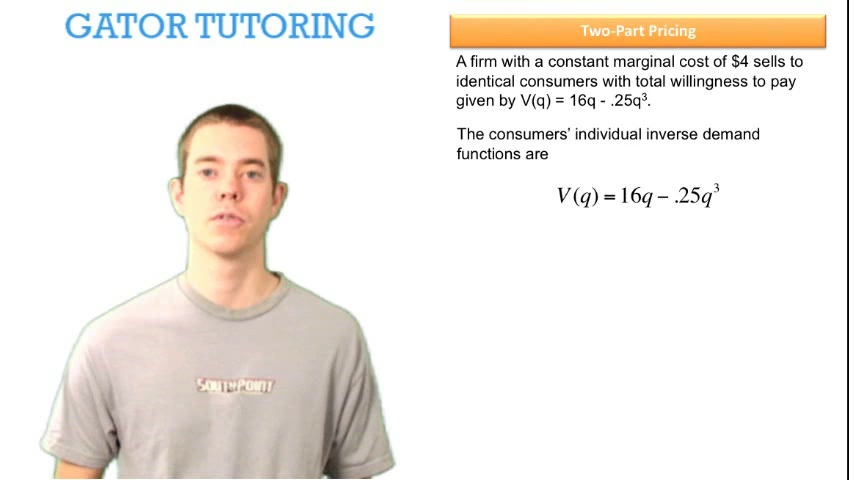 GATOR TUTORING
Two-Part Pricing
A firm with a constant marginal cost of $4 sells to
identical consumers with total willingness to pay
given by V(q) = 16q - .25q³.
The consumers’ individual inverse demand
functions are
V(q) = 16q − .25q³
SOUTHPOINT